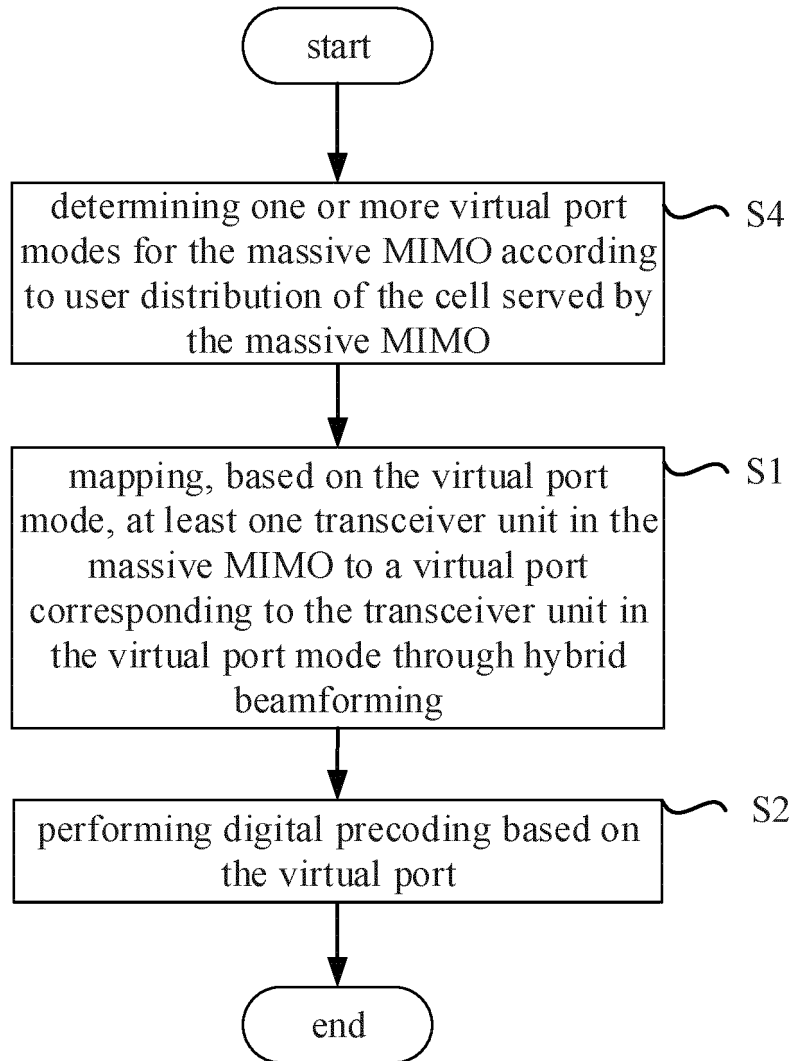 start
determining one or more virtual port
modes for the massive MIMO according
to user distribution of the cell served by
the massive MIMO
S4
mapping, based on the virtual port
mode, at least one transceiver unit in the
massive MIMO to a virtual port
corresponding to the transceiver unit in
the virtual port mode through hybrid
beamforming
S1
performing digital precoding based on
the virtual port
S2
end